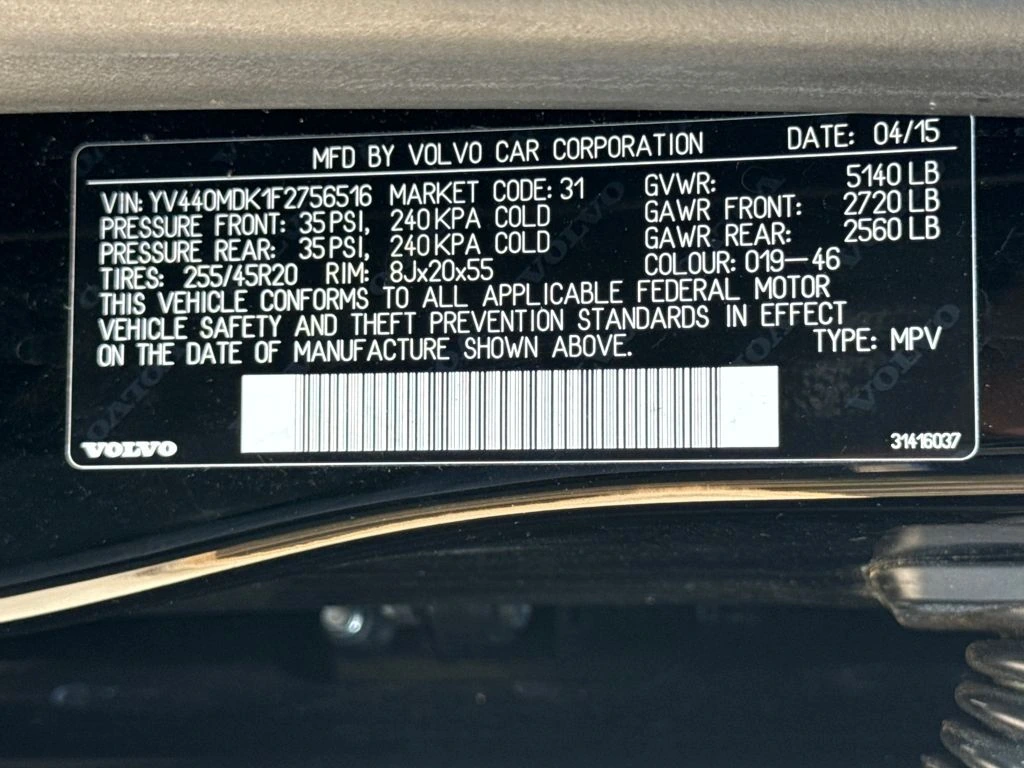 MFD BY VOLVO CAR CORPORATION DATE: 04/15
VIN: YV440MDK1F2756516 MARKET CODE: 31 GVWR: 5140 LB
PRESSURE FRONT: 35 PSI, 240 KPA COLD GAWR FRONT: 2720 LB
PRESSURE REAR: 35 PSI, 240 KPA COLD GAWR REAR: 2560 LB
TIRES: 255/45R20 RIM: 8Jx20x55 COLOUR: 019-46
THIS VEHICLE CONFORMS TO ALL APPLICABLE FEDERAL MOTOR
VEHICLE SAFETY AND THEFT PREVENTION STANDARDS IN EFFECT
ON THE DATE OF MANUFACTURE SHOWN ABOVE. TYPE: MPV
VOLVO 31416037